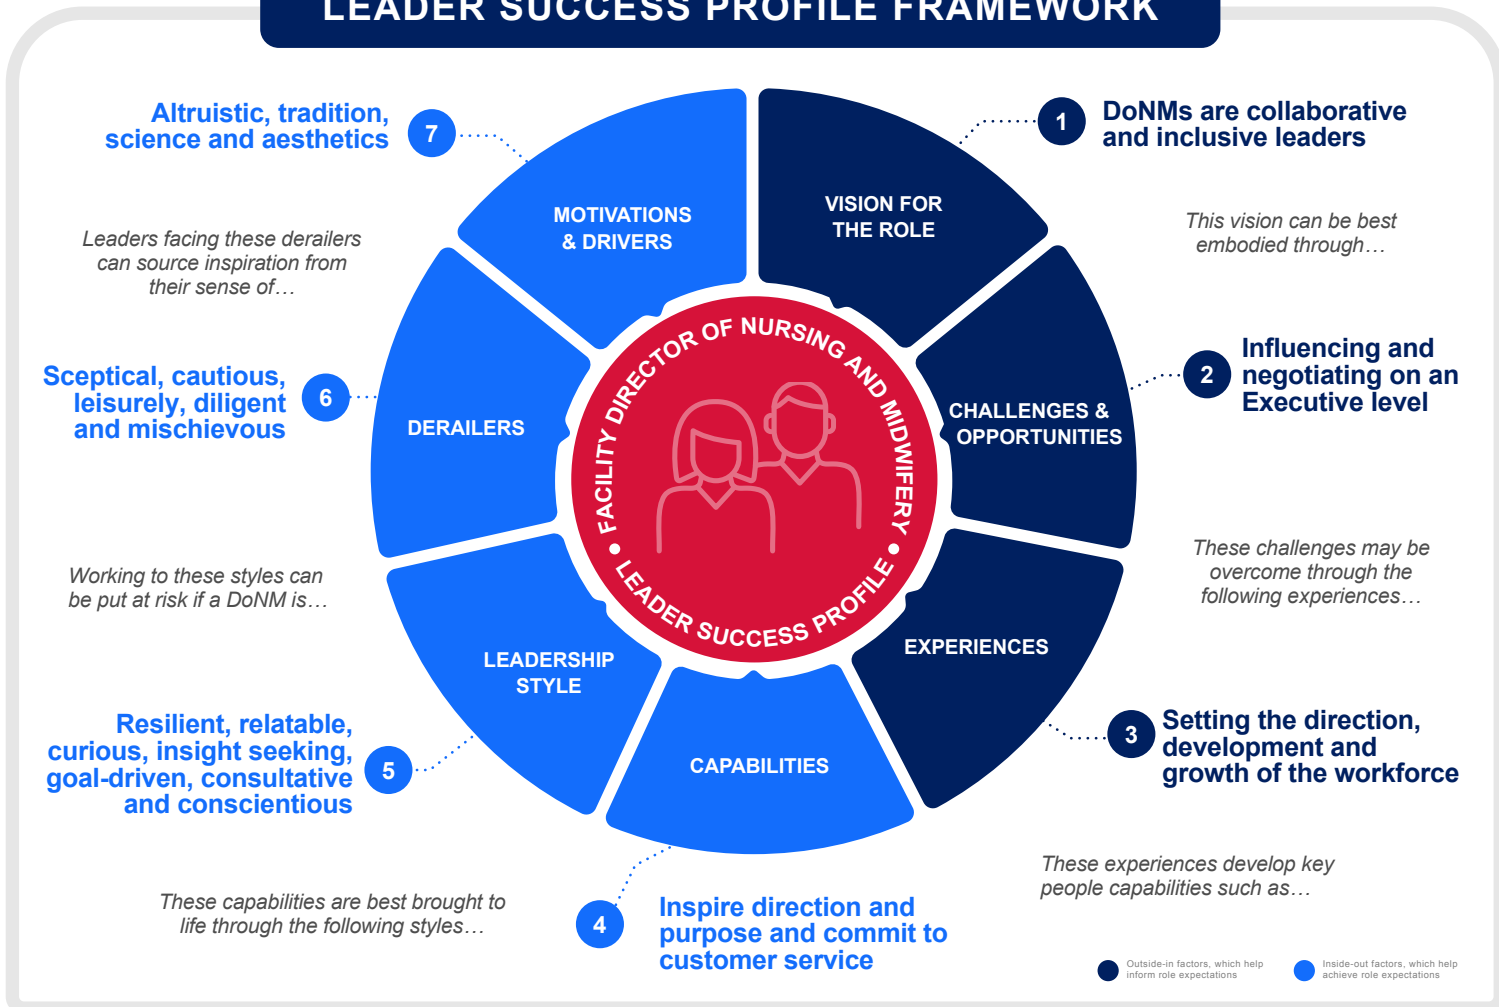 LEADER SUCCESS PROFILE FRAMEWORK
MOTIVATIONS
& DRIVERS
VISION FOR
THE ROLE
CHALLENGES &
OPPORTUNITIES
EXPERIENCES
CAPABILITIES
LEADERSHIP
STYLE
DERAILERS
FACILITY DIRECTOR OF NURSING AND MIDWIFERY
• LEADER SUCCESS PROFILE •
1
DoNMs are collaborative
and inclusive leaders
This vision can be best
embodied through…
2
Influencing and
negotiating on an
Executive level
These challenges may be
overcome through the
following experiences…
3
Setting the direction,
development and
growth of the workforce
These experiences develop key
people capabilities such as…
4
Inspire direction and
purpose and commit to
customer service
These capabilities are best brought to
life through the following styles…
5
Resilient, relatable,
curious, insight seeking,
goal-driven, consultative
and conscientious
Working to these styles can
be put at risk if a DoNM is…
6
Sceptical, cautious,
leisurely, diligent
and mischievous
Leaders facing these derailers
can source inspiration from
their sense of…
7
Altruistic, tradition,
science and aesthetics
Outside-in factors, which help
inform role expectations
Inside-out factors, which help
achieve role expectations